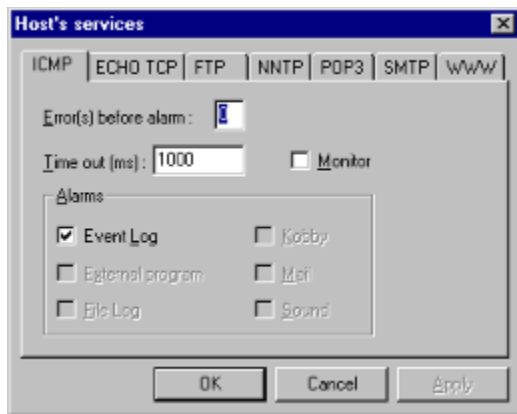 Host's services
ICMP ECHO TCP FTP NNTP POP3 SMTP WWW
Error(s) before alarm : 0
Time out (ms) : 1000 Monitor
Alarms
Event Log Kobby
External program Mail
File Log Sound
OK Cancel Apply